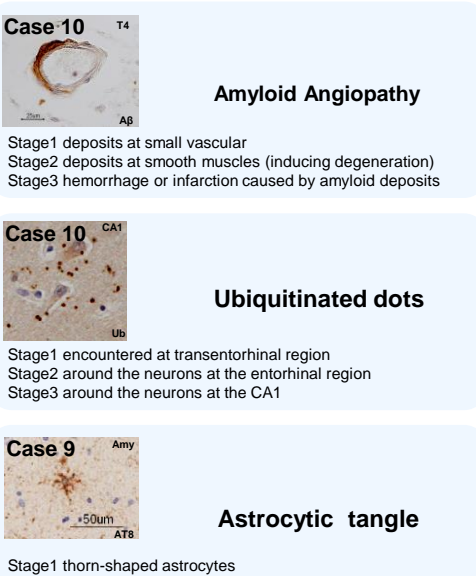 Case 10 T4
25um
Aβ
Amyloid Angiopathy
Stage1 deposits at small vascular
Stage2 deposits at smooth muscles (inducing degeneration)
Stage3 hemorrhage or infarction caused by amyloid deposits
Case 10 CA1
Ub
Ubiquitinated dots
Stage1 encountered at transentorhinal region
Stage2 around the neurons at the entorhinal region
Stage3 around the neurons at the CA1
Case 9 Amy
50um
AT8
Astrocytic tangle
Stage1 thorn-shaped astrocytes